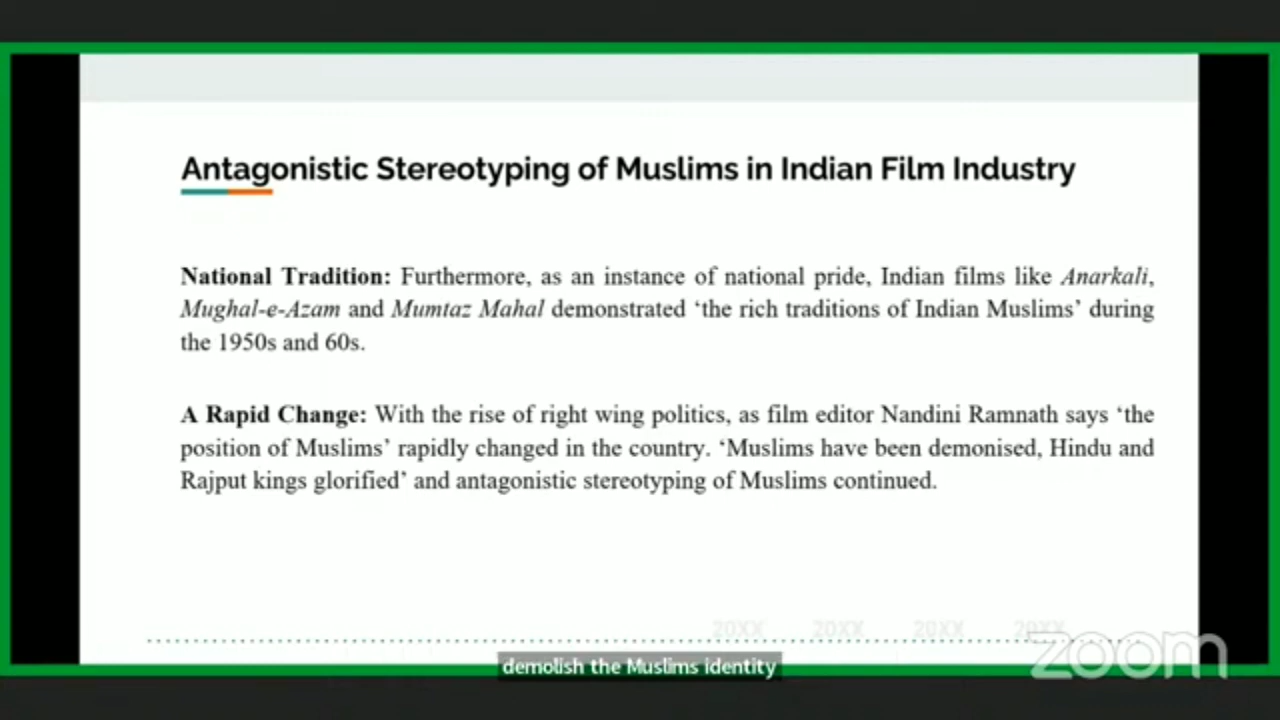 Antagonistic Stereotyping of Muslims in Indian Film Industry
National Tradition: Furthermore, as an instance of national pride, Indian films like Anarkali,
Mughal-e-Azam and Mumtaz Mahal demonstrated ‘the rich traditions of Indian Muslims’ during
the 1950s and 60s.
A Rapid Change: With the rise of right wing politics, as film editor Nandini Ramnath says ‘the
position of Muslims’ rapidly changed in the country. ‘Muslims have been demonised, Hindu and
Rajput kings glorified’ and antagonistic stereotyping of Muslims continued.
20XX 20XX 20XX 20XX
zoom
demolish the Muslims identity